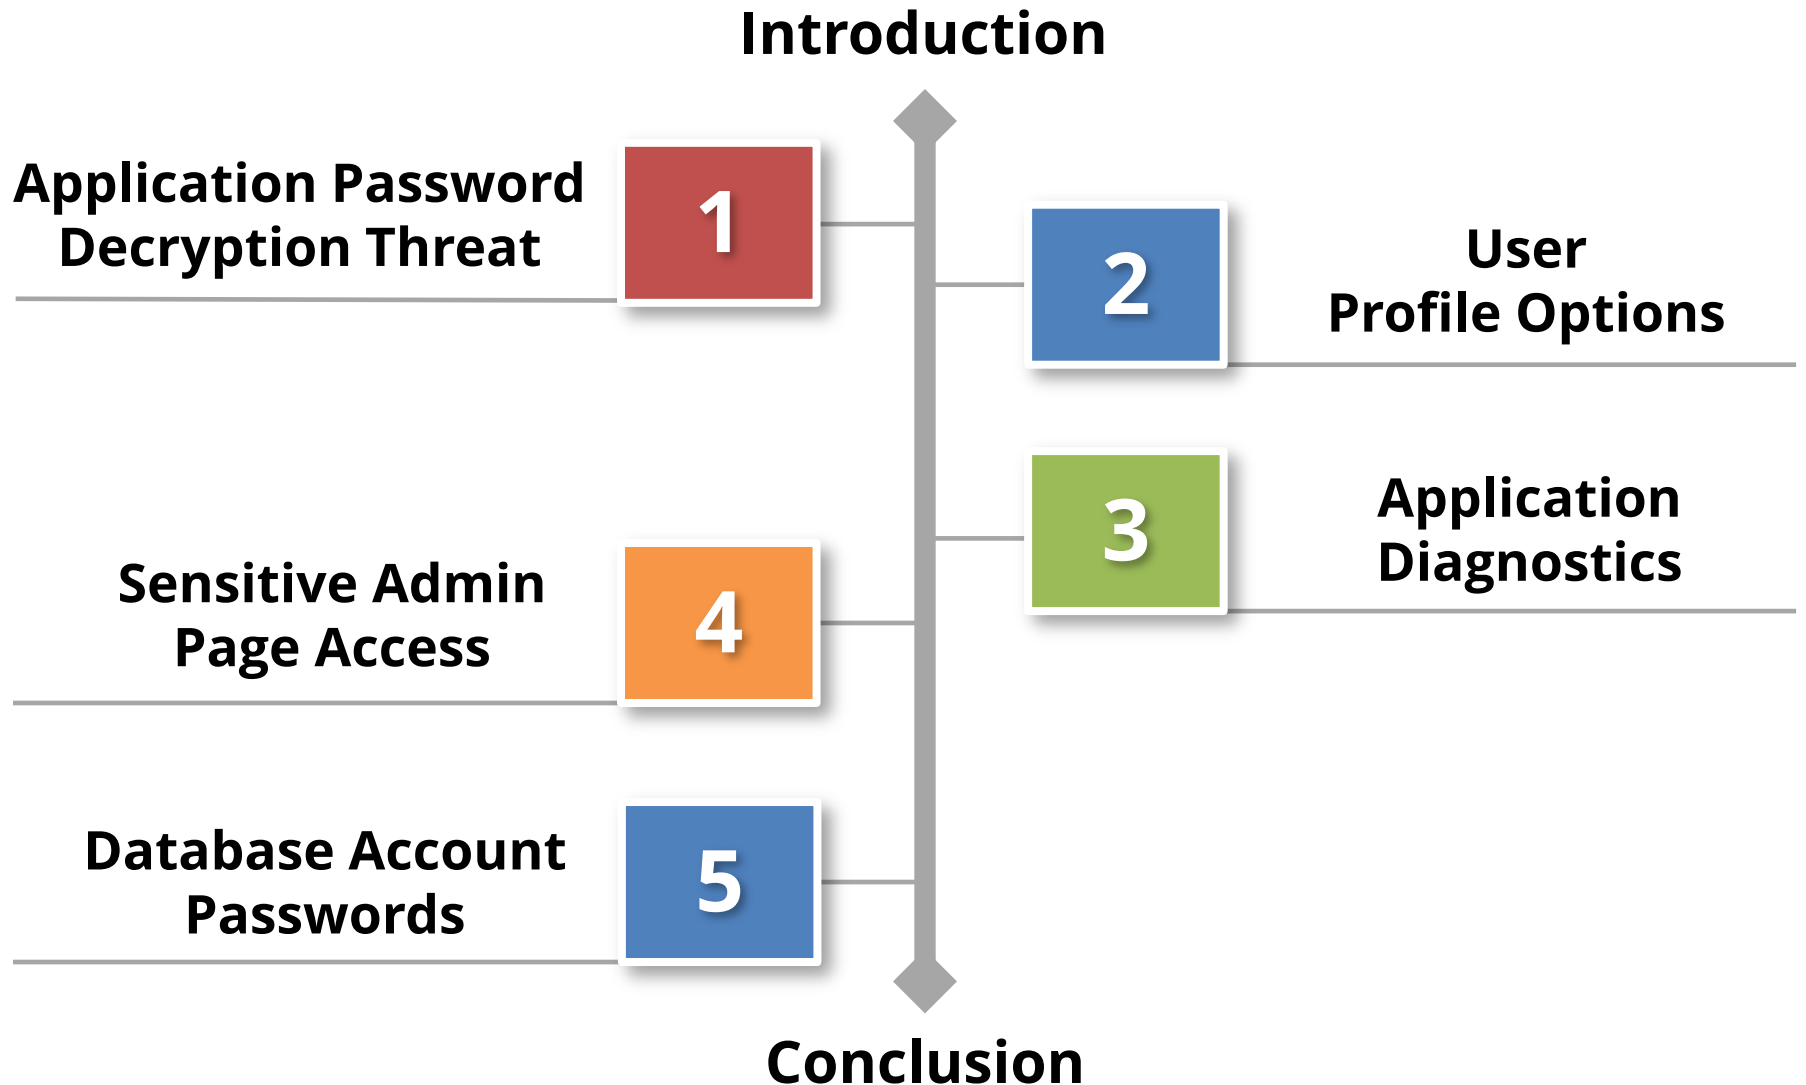 Introduction
Application Password
Decryption Threat
1
2
User
Profile Options
3
Application
Diagnostics
Sensitive Admin
Page Access
4
Database Account
Passwords
5
Conclusion